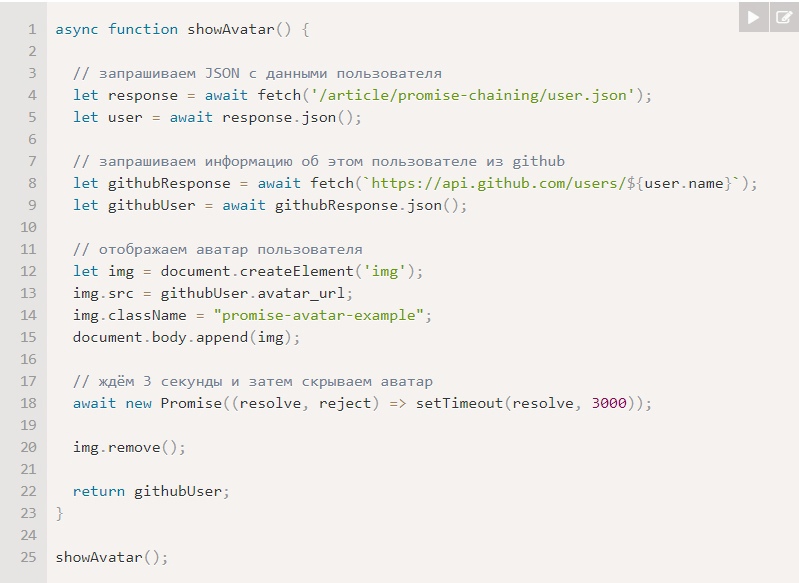 1 async function showAvatar() {
2
3 // запрашиваем JSON с данными пользователя
4 let response = await fetch('/article/promise-chaining/user.json');
5 let user = await response.json();
6
7 // запрашиваем информацию об этом пользователе из github
8 let githubResponse = await fetch(`https://api.github.com/users/${user.name}`);
9 let githubUser = await githubResponse.json();
10
11 // отображаем аватар пользователя
12 let img = document.createElement('img');
13 img.src = githubUser.avatar_url;
14 img.className = "promise-avatar-example";
15 document.body.append(img);
16
17 // ждём 3 секунды и затем скрываем аватар
18 await new Promise((resolve, reject) => setTimeout(resolve, 3000));
19
20 img.remove();
21
22 return githubUser;
23 }
24
25 showAvatar();